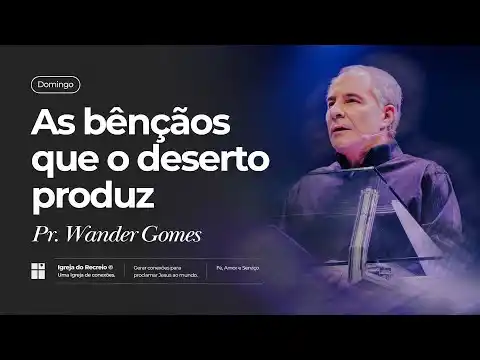 Domingo
As bênçãos
que o deserto
produz
Pr. Wander Gomes
Igreja do Recreio ®
Uma Igreja de conexões.
Gerar conexões para
proclamar Jesus ao mundo.
Fé, Amor e Serviço